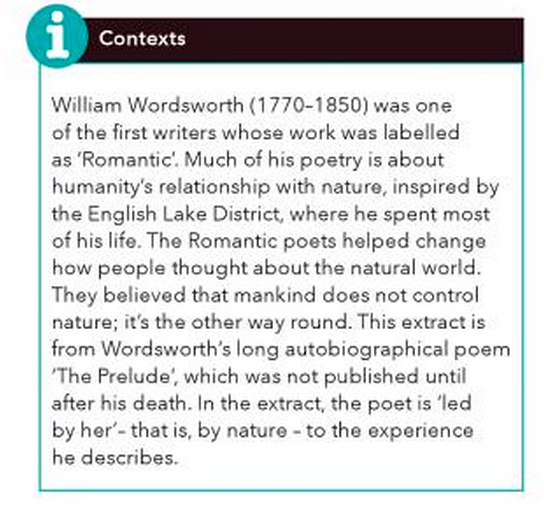 i Contexts
William Wordsworth (1770–1850) was one
of the first writers whose work was labelled
as ‘Romantic’. Much of his poetry is about
humanity’s relationship with nature, inspired by
the English Lake District, where he spent most
of his life. The Romantic poets helped change
how people thought about the natural world.
They believed that mankind does not control
nature; it’s the other way round. This extract is
from Wordsworth’s long autobiographical poem
‘The Prelude’, which was not published until
after his death. In the extract, the poet is ‘led
by her’– that is, by nature – to the experience
he describes.